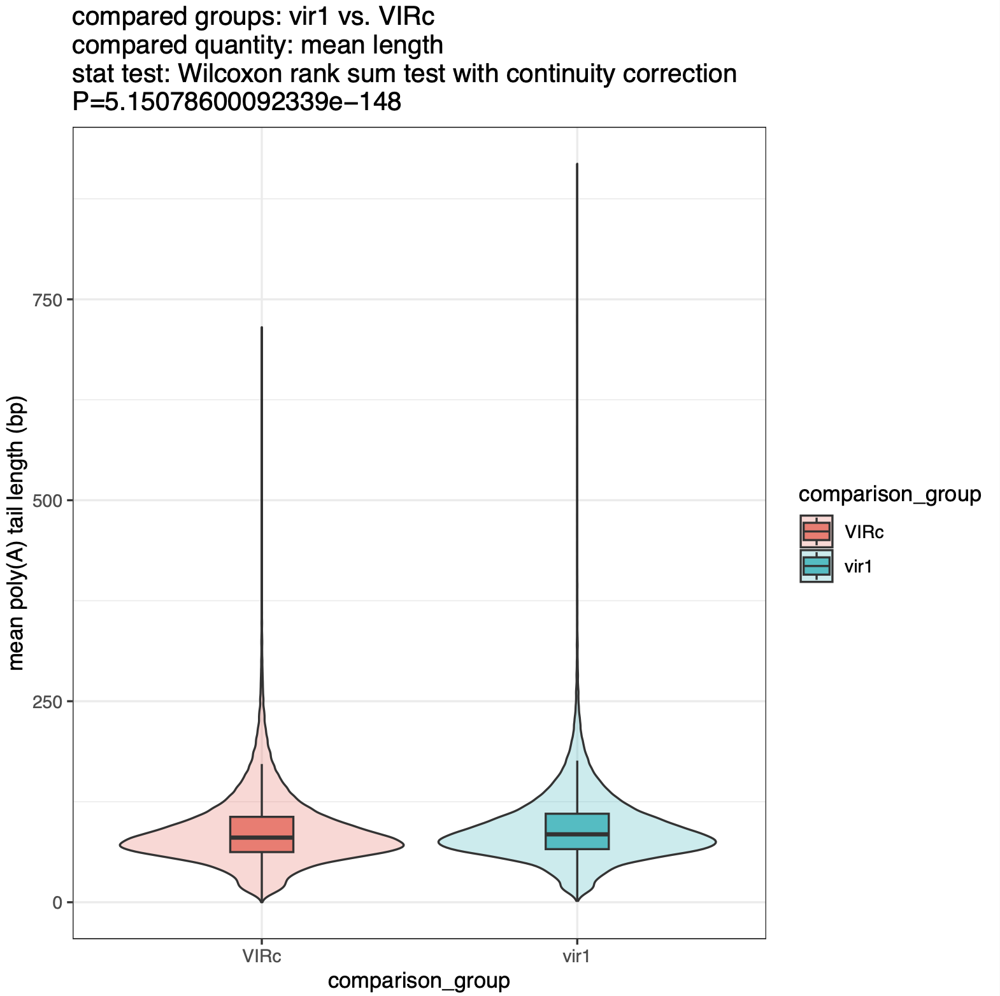 compared groups: vir1 vs. VIRc
compared quantity: mean length
stat test: Wilcoxon rank sum test with continuity correction
P=5.15078600092339e−148
mean poly(A) tail length (bp)
750
500
250
0
VIRc
vir1
comparison_group
comparison_group
VIRc
vir1